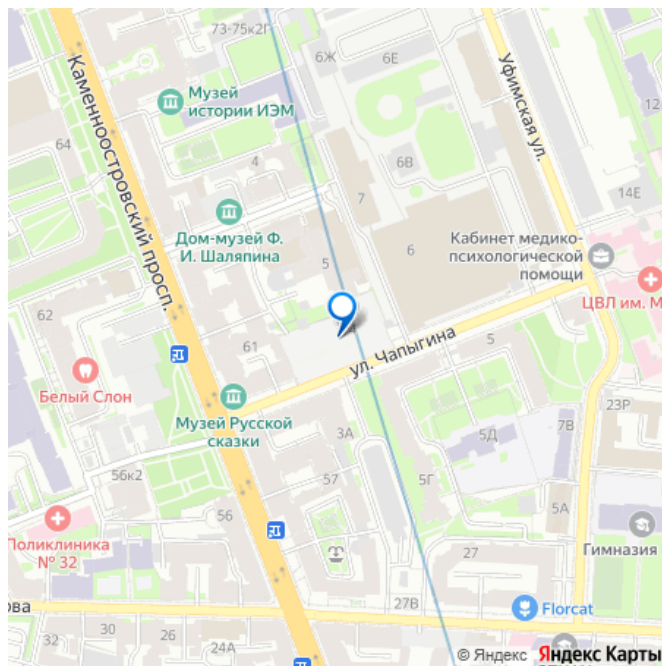 73-75к2Г
6Ж
6Е
Каменноостровский просп.
Музей
истории ИЭМ
Уфимская ул.
64
4
6В
7
14Е
Дом-музей Ф.
И. Шаляпина
Кабинет медико-
психологической
помощи
5
6
ЦВЛ им. М
62
61
ул. Чапыгина
5
Белый Слон
Музей Русской
сказки
23Р
3А
5Д
7В
56к2
57
5Г
5А
56
Поликлиника
№ 32
27
Гимназия
27В
ова
Florcat
32
30
26
24А
28
© Яндекс Яндекс Карты